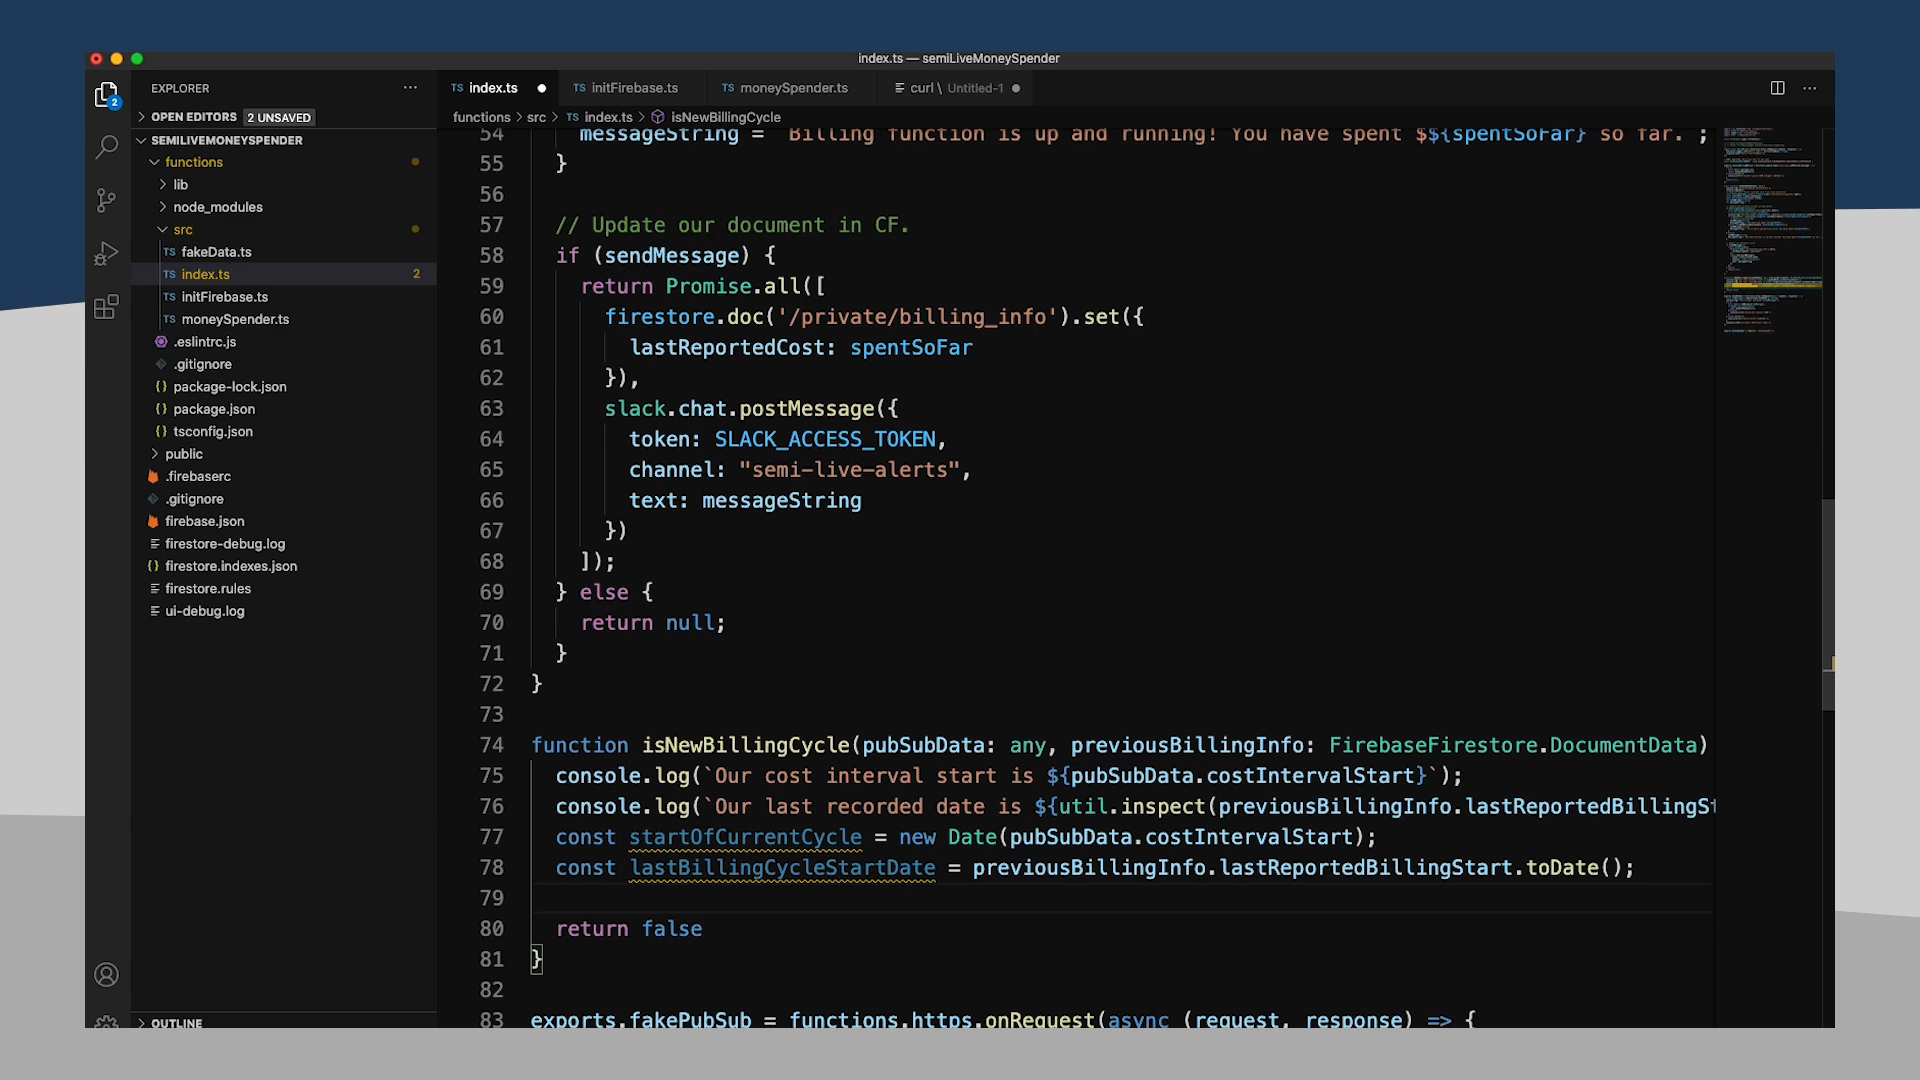 index.ts — semiLiveMoneySpender
EXPLORER
TS index.ts
TS initFirebase.ts
TS moneySpender.ts
curl \ Untitled-1
2
OPEN EDITORS 2 UNSAVED
functions > src > TS index.ts > isNewBillingCycle
SEMILIVEMONEYSPENDER
functions
lib
node_modules
src
TS fakeData.ts
TS index.ts 2
TS initFirebase.ts
TS moneySpender.ts
.eslintrc.js
.gitignore
{} package-lock.json
{} package.json
{} tsconfig.json
public
.firebaserc
.gitignore
firebase.json
firestore-debug.log
{} firestore.indexes.json
firestore.rules
ui-debug.log
OUTLINE
54 messageString = `Billing function is up and running! You have spent $${spentSoFar} so far.`;
55 }
56
57 // Update our document in CF.
58 if (sendMessage) {
59 return Promise.all([
60 firestore.doc('/private/billing_info').set({
61 lastReportedCost: spentSoFar
62 }),
63 slack.chat.postMessage({
64 token: SLACK_ACCESS_TOKEN,
65 channel: "semi-live-alerts",
66 text: messageString
67 })
68 ]);
69 } else {
70 return null;
71 }
72 }
73
74 function isNewBillingCycle(pubSubData: any, previousBillingInfo: FirebaseFirestore.DocumentData)
75 console.log(`Our cost interval start is ${pubSubData.costIntervalStart}`);
76 console.log(`Our last recorded date is ${util.inspect(previousBillingInfo.lastReportedBillingSt
77 const startOfCurrentCycle = new Date(pubSubData.costIntervalStart);
78 const lastBillingCycleStartDate = previousBillingInfo.lastReportedBillingStart.toDate();
79
80 return false
81 }
82
83 exports.fakePubSub = functions.https.onRequest(async (request, response) => {